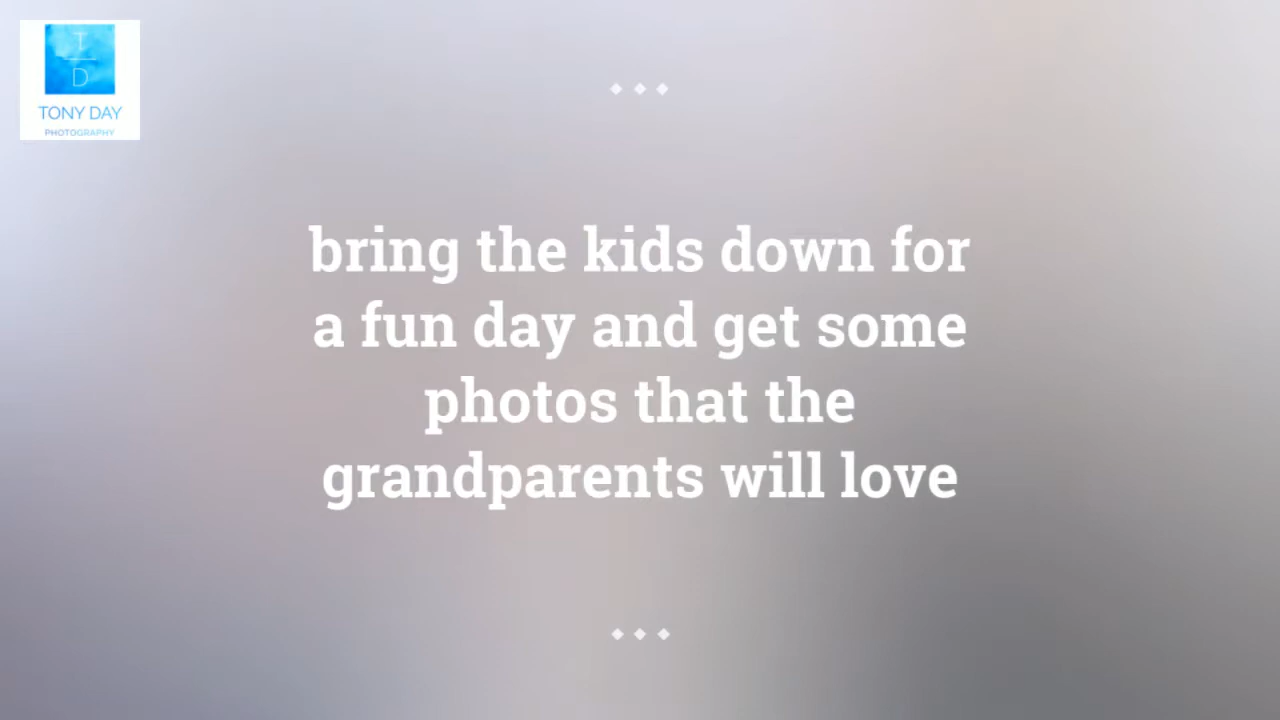 T
D
TONY DAY
PHOTOGRAPHY
bring the kids down for
a fun day and get some
photos that the
grandparents will love